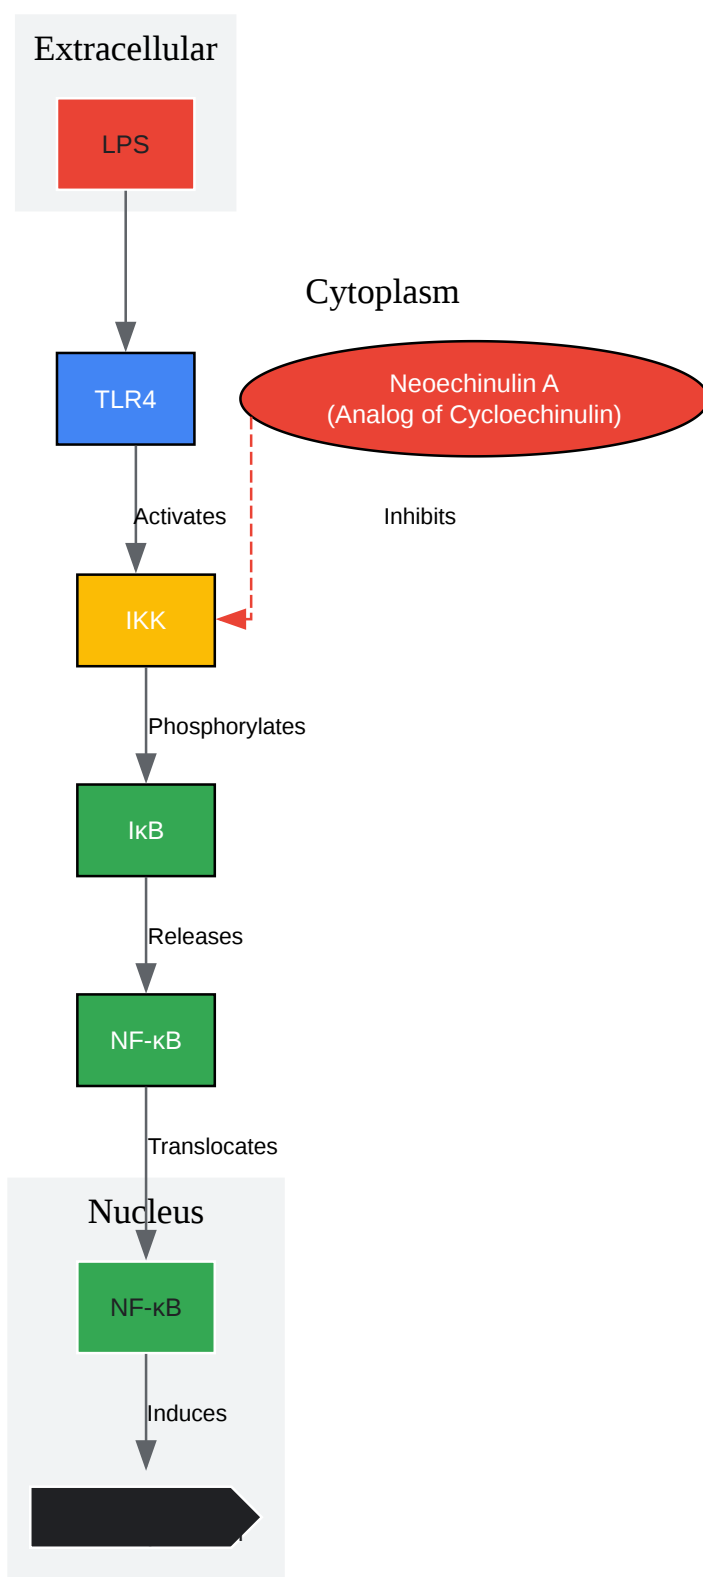 Extracellular
LPS
Cytoplasm
TLR4
Neoechinulin A
(Analog of Cycloechinulin)
Activates
Inhibits
IKK
Phosphorylates
IκB
Releases
NF-κB
Translocates
Nucleus
NF-κB
Induces